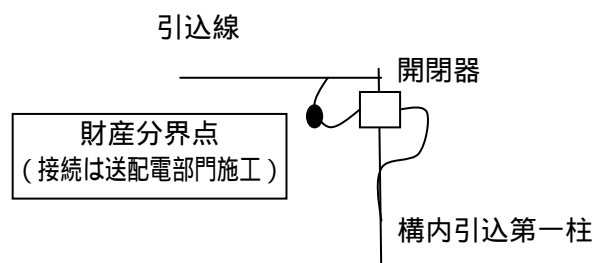 引込線
開閉器
財産分界点
（接続は送配電部門施工）
構内引込第一柱